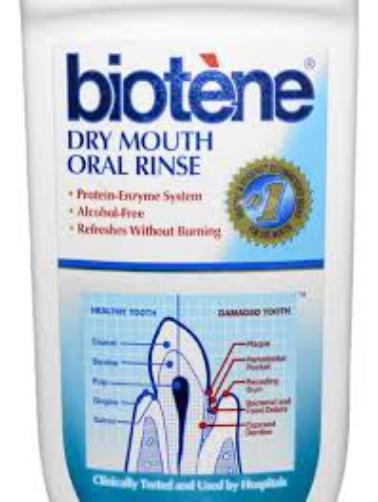 biotène®
DRY MOUTH
ORAL RINSE
• Protein-Enzyme System
• Alcohol-Free
• Refreshes Without Burning
#1
HEALTHY TOOTH
DAMAGED TOOTH
Enamel
Dentine
Pulp
Gingiva
Plaque
Periodontal
Pocket
Receding
Gum
Bacterial and
Food Debris
Exposed
Dentine
Clinically Tested and Used by Hospitals